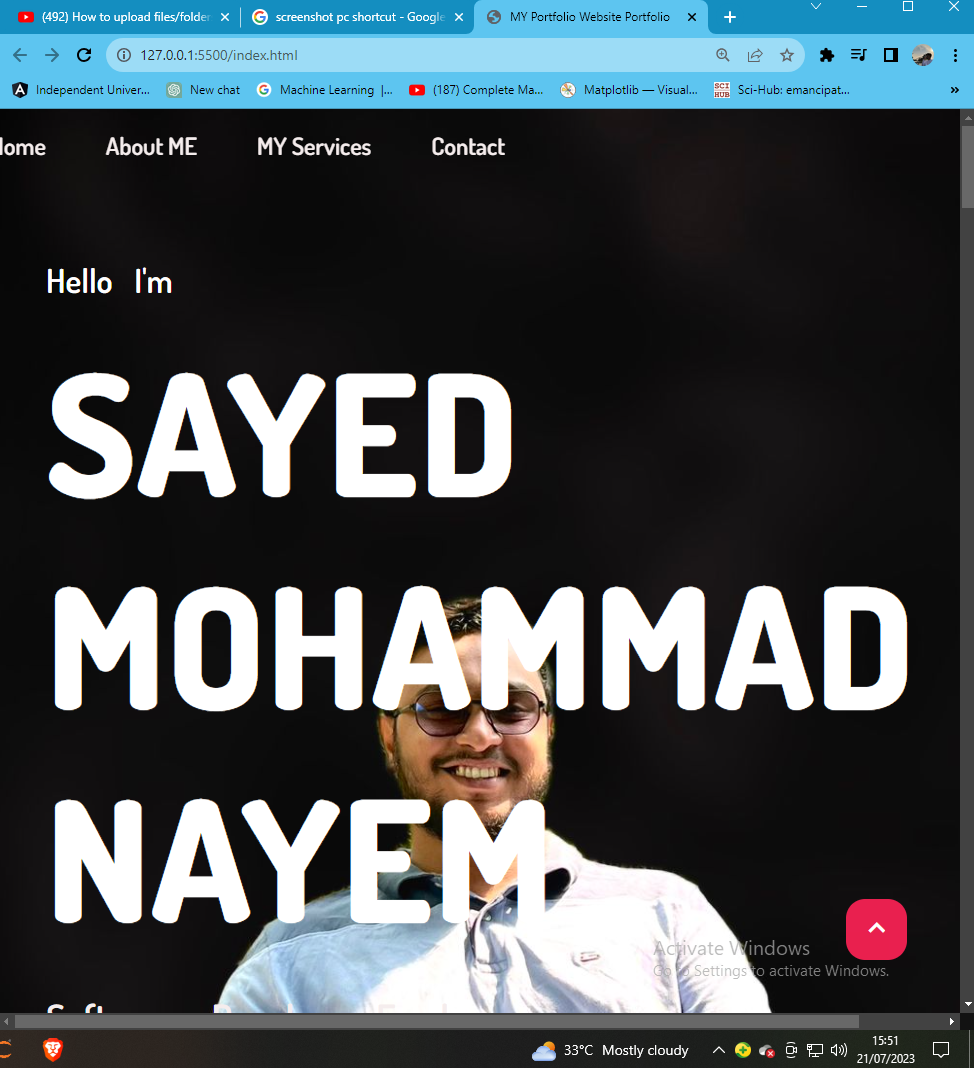 (492) How to upload files/folder
screenshot pc shortcut - Google
MY Portfolio Website Portfolio
127.0.0.1:5500/index.html
Independent Univer...
New chat
Machine Learning |...
(187) Complete Ma...
Matplotlib — Visual...
SCI HUB
Sci-Hub: emancipat...
»
ome
About ME
MY Services
Contact
Hello I'm
SAYED
MOHAMMAD
NAYEM
Activate Windows
Go to Settings to activate Windows.
33°C Mostly cloudy
15:51
21/07/2023